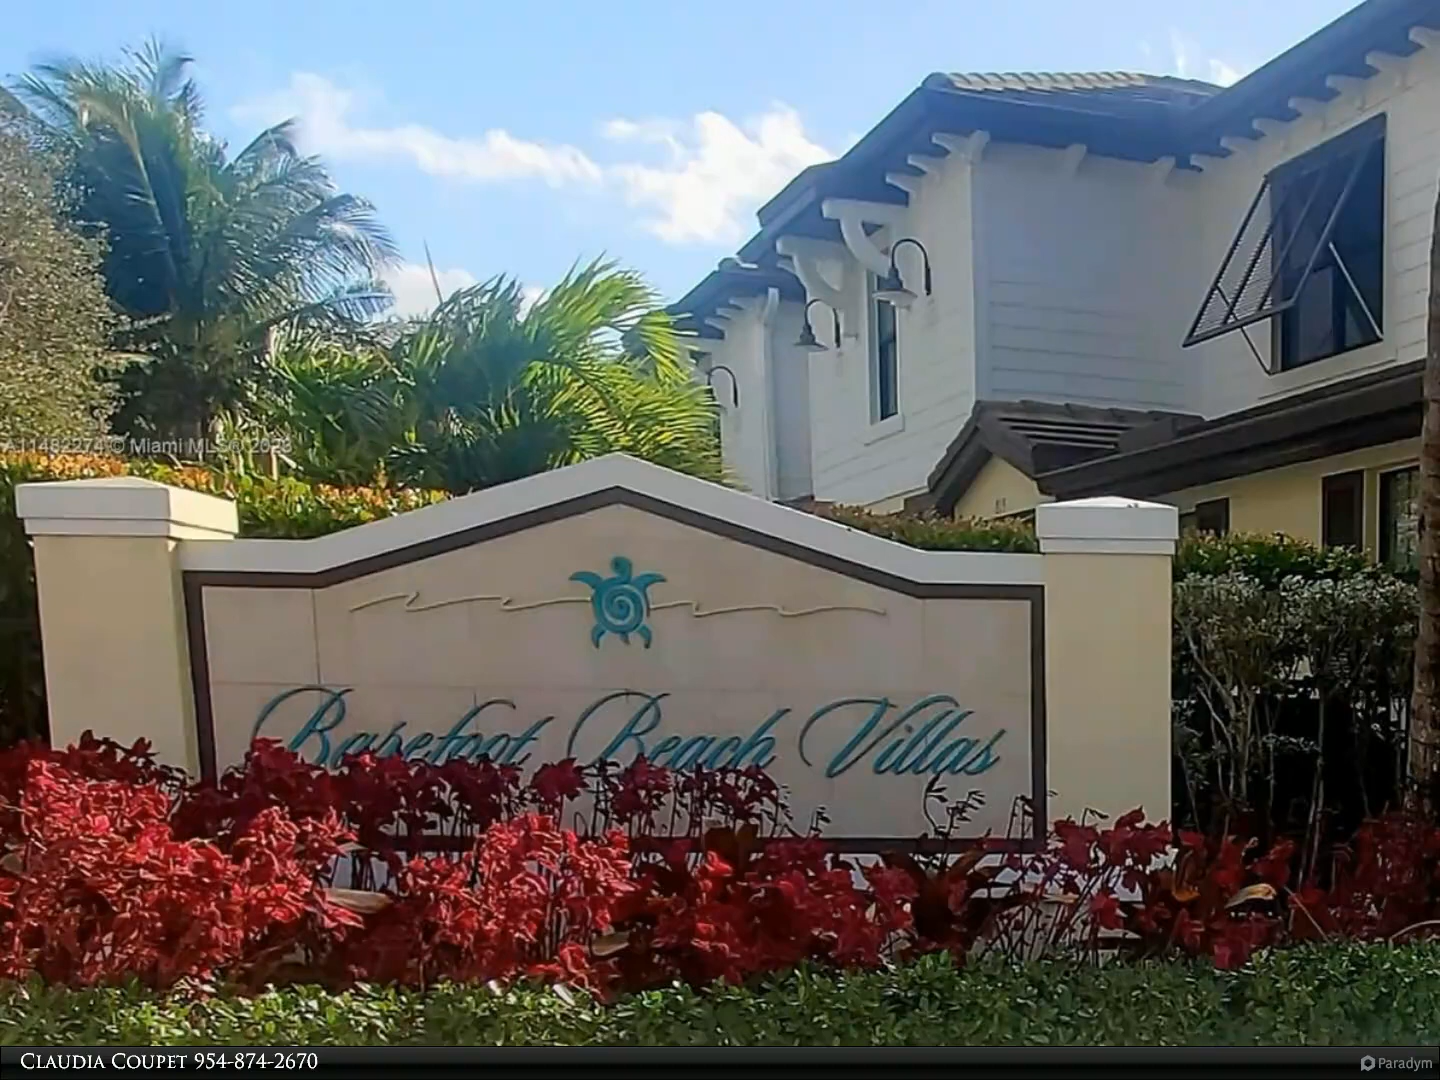 A11482274 © Miami MLS® 2023
Barefoot Beach Villas
CLAUDIA COUPET 954-874-2670
Paradym